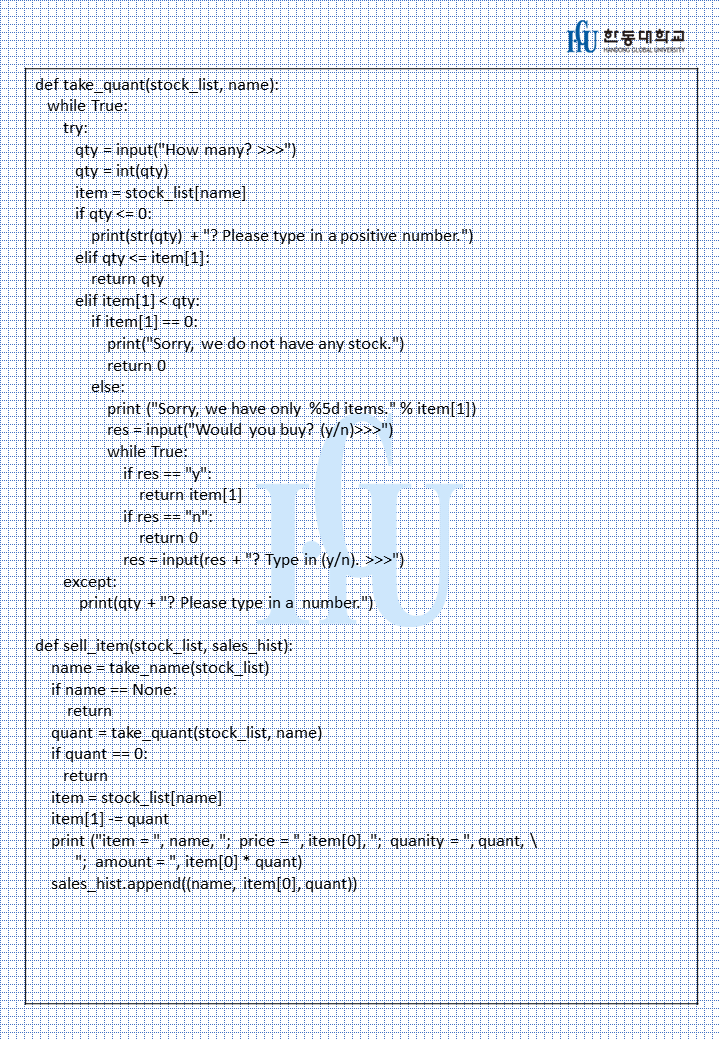 한동대학교
HANDONG GLOBAL UNIVERSITY
def take_quant(stock_list, name):
   while True:
       try:
          qty = input("How many? >>>")
          qty = int(qty)
          item = stock_list[name]
          if qty <= 0:
              print(str(qty) + "? Please type in a positive number.")
          elif qty <= item[1]:
              return qty
          elif item[1] < qty:
              if item[1] == 0:
                  print("Sorry, we do not have any stock.")
                  return 0
              else:
                  print ("Sorry, we have only %5d items." % item[1])
                  res = input("Would you buy? (y/n)>>>")
                  while True:
                      if res == "y":
                          return item[1]
                      if res == "n":
                          return 0
                      res = input(res + "? Type in (y/n). >>>")
       except:
           print(qty + "? Please type in a number.")
def sell_item(stock_list, sales_hist):
    name = take_name(stock_list)
    if name == None:
        return
    quant = take_quant(stock_list, name)
    if quant == 0:
       return
    item = stock_list[name]
    item[1] -= quant
    print ("item = ", name, ";  price = ", item[0], ";  quanity = ", quant, \
          ";  amount = ", item[0] * quant)
    sales_hist.append((name, item[0], quant))